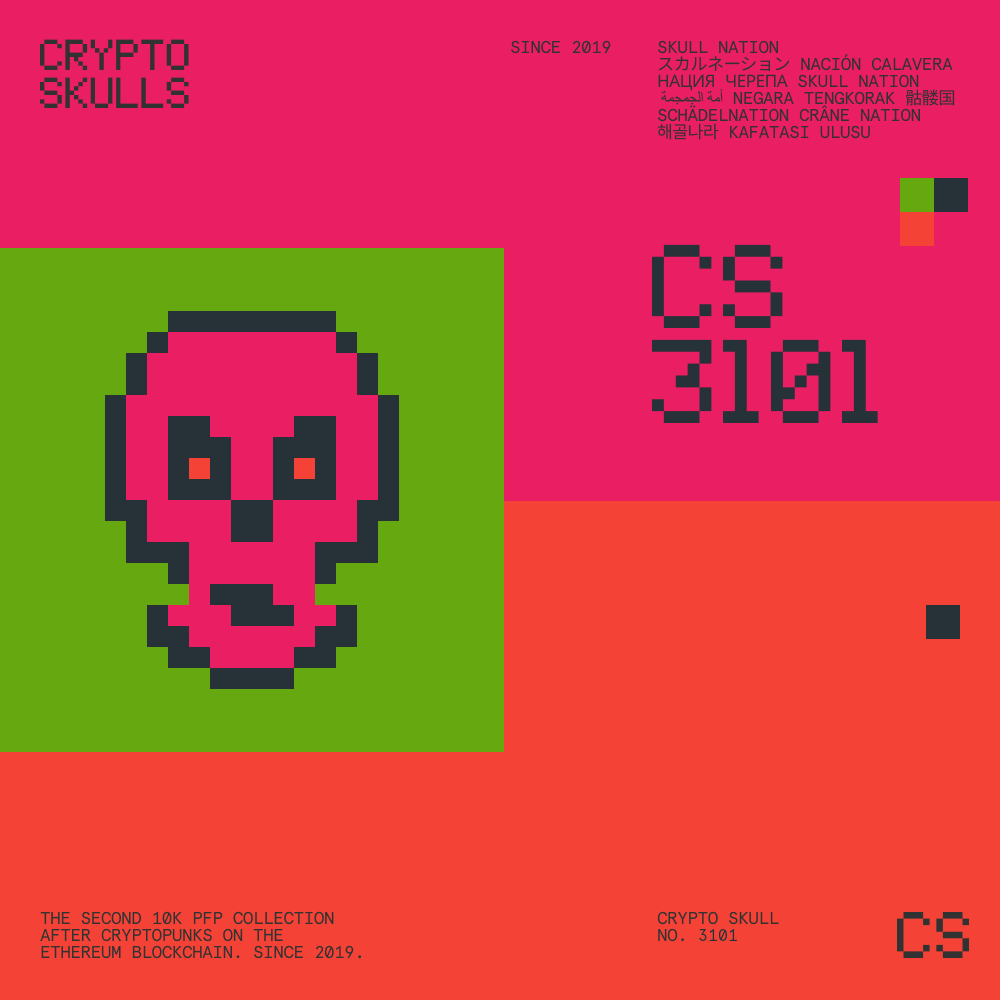 CRYPTO
SKULLS
SINCE 2019
SKULL NATION
スカルネーション NACIÓN CALAVERA
НАЦИЯ ЧЕРЕПА SKULL NATION
أمة الجمجمة NEGARA TENGKORAK 骷髅国
SCHÄDELNATION CRÂNE NATION
해골나라 KAFATASI ULUSU
CS
3101
THE SECOND 10K PFP COLLECTION
AFTER CRYPTOPUNKS ON THE
ETHEREUM BLOCKCHAIN. SINCE 2019.
CRYPTO SKULL
NO. 3101
CS